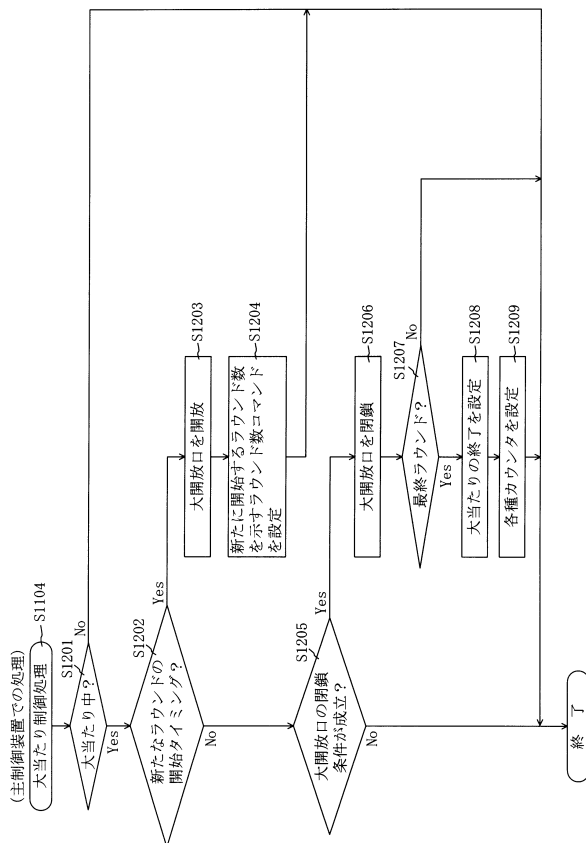 (主制御装置での処理)
大当たり制御処理
S1104
大当たり中？
S1201
No
Yes
新たなラウンドの
開始タイミング？
S1202
Yes
No
大開放口を開放
S1203
新たに開始するラウンド数
を示すラウンド数コマンド
を設定
S1204
大開放口の閉鎖
条件が成立？
S1205
Yes
No
大開放口を閉鎖
S1206
最終ラウンド？
S1207
No
Yes
大当たりの終了を設定
S1208
各種カウンタを設定
S1209
終 了